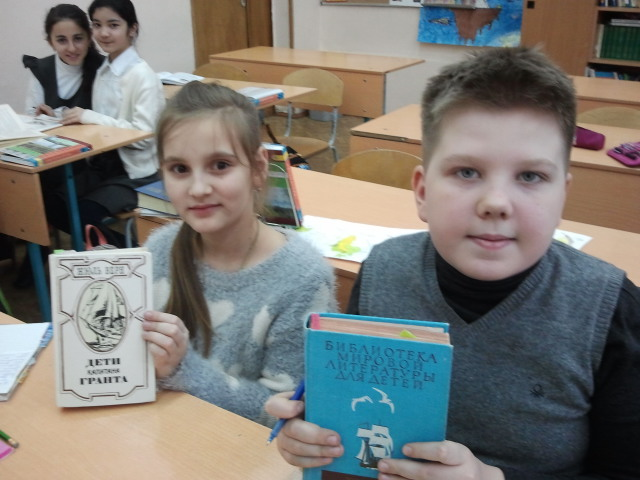 ЖЮЛЬ ВЕРН
ДЕТИ
КАПИТАНА
ГРАНТА
БИБЛИОТЕКА
МИРОВОЙ
ЛИТЕРАТУРЫ
ДЛЯ ДЕТЕЙ